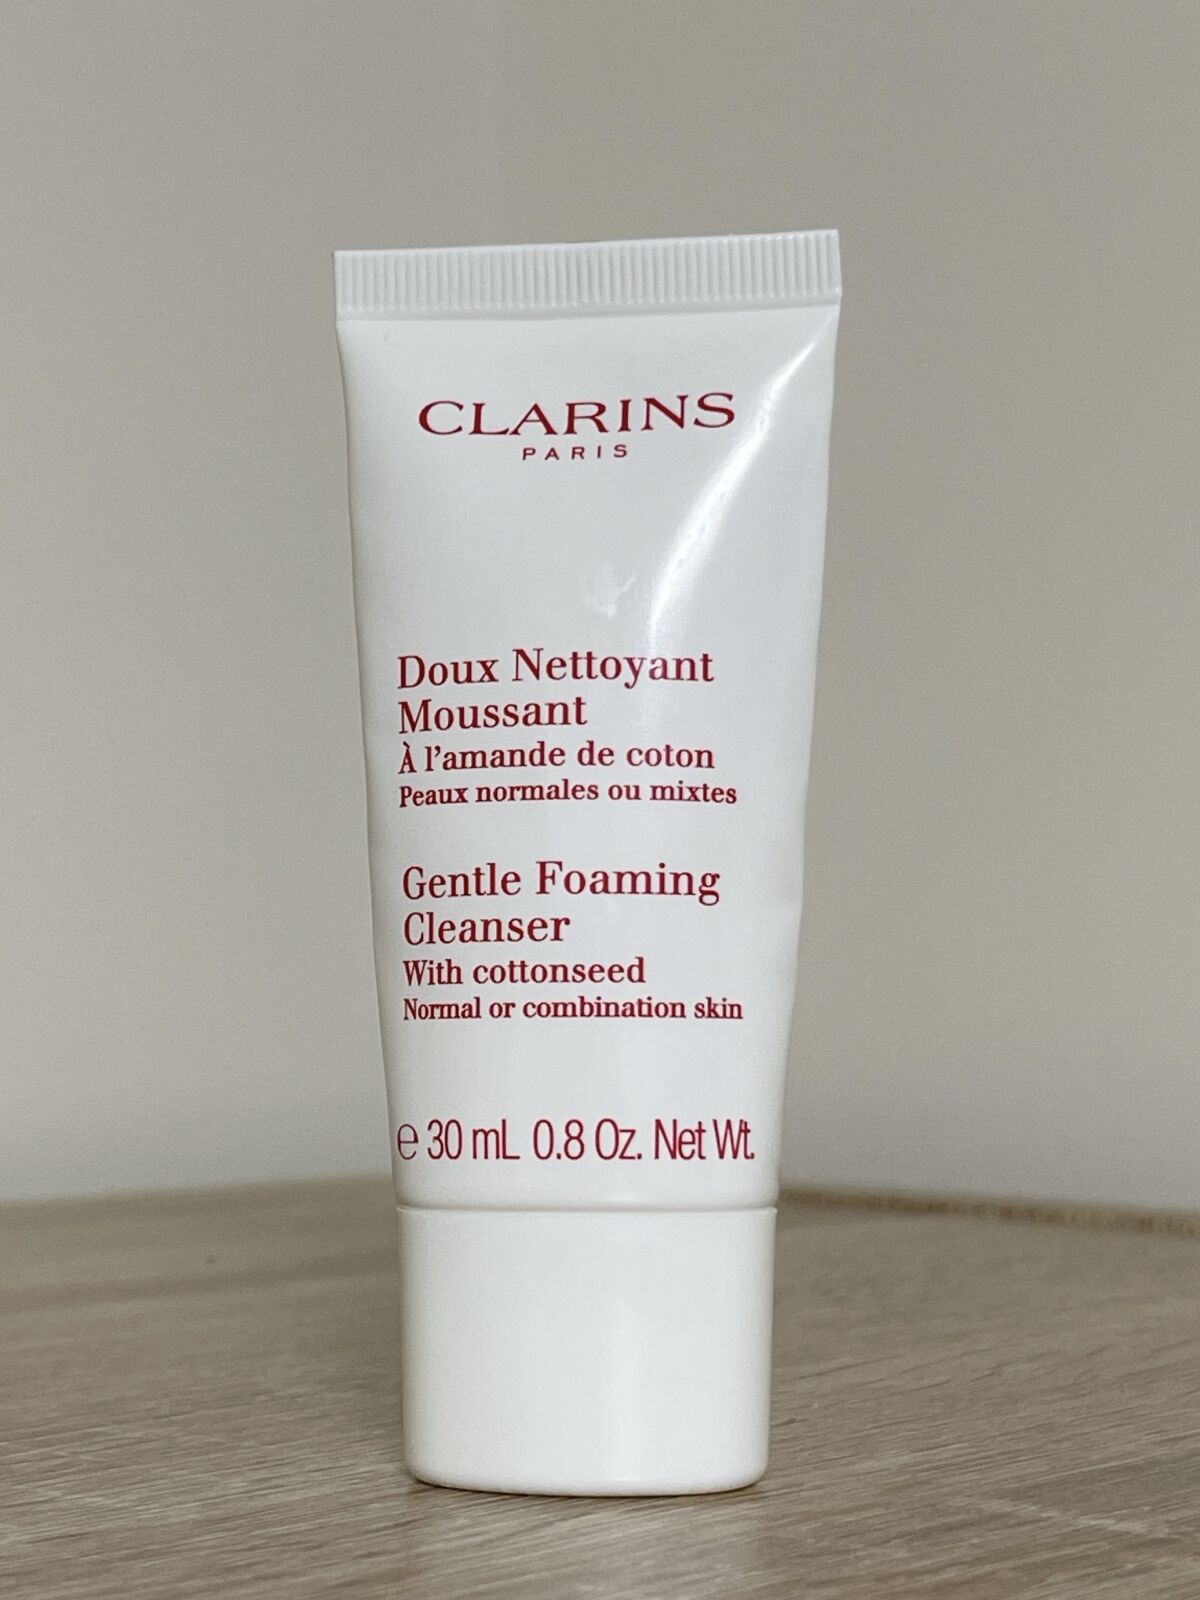 CLARINS
PARIS
Doux Nettoyant
Moussant
À l'amande de coton
Peaux normales ou mixtes
Gentle Foaming
Cleanser
With cottonseed
Normal or combination skin
℮ 30 mL 0.8 Oz. Net Wt.